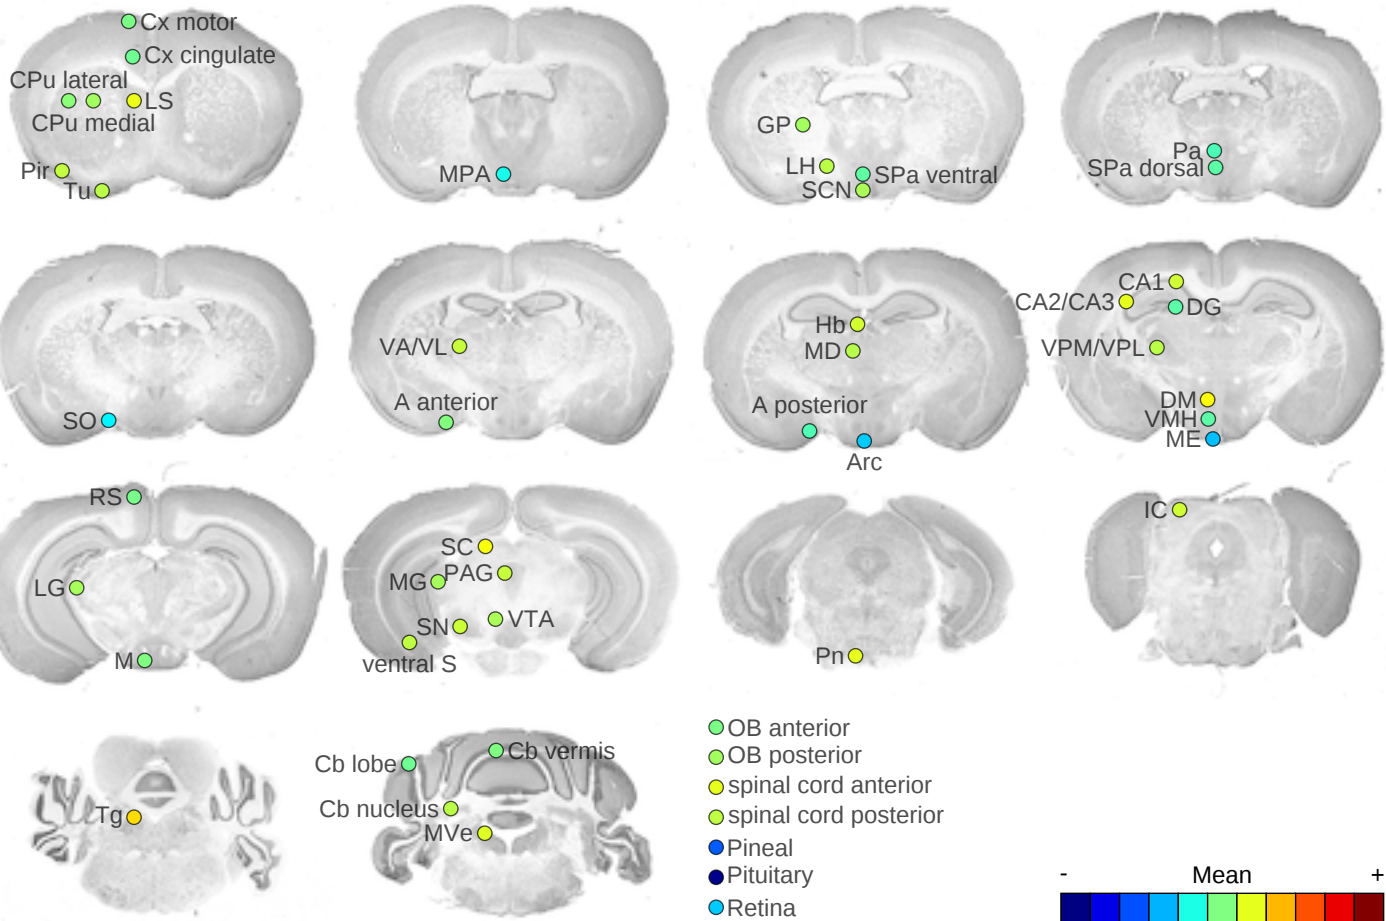 Cx motor
Cx cingulate
CPu lateral
LS
CPu medial
Pir
Tu
MPA
GP
LH
SPa ventral
SCN
Pa
SPa dorsal
SO
VA/VL
A anterior
Hb
MD
A posterior
Arc
CA1
CA2/CA3
DG
VPM/VPL
DM
VMH
ME
RS
LG
M
SC
MG
PAG
SN
VTA
ventral S
Pn
IC
Tg
Cb lobe
Cb vermis
Cb nucleus
MVe
OB anterior
OB posterior
spinal cord anterior
spinal cord posterior
Pineal
Pituitary
Retina
- Mean +